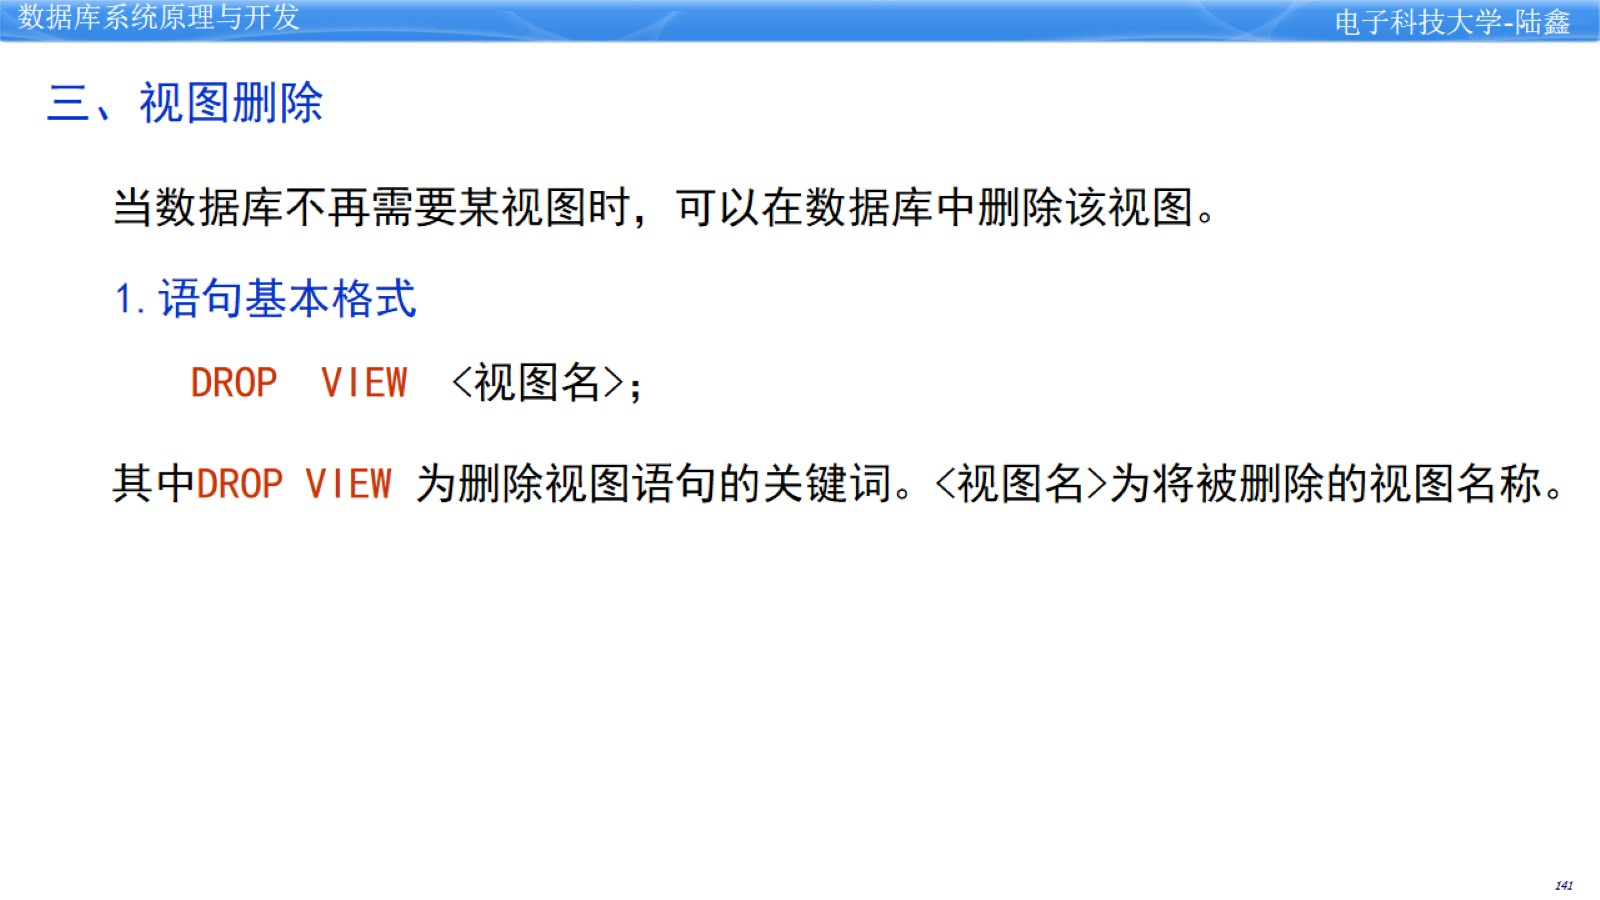 数据库系统原理与开发
电子科技大学-陆鑫
三、视图删除
当数据库不再需要某视图时，可以在数据库中删除该视图。
1.语句基本格式
DROP VIEW <视图名>;
其中DROP VIEW 为删除视图语句的关键词。<视图名>为将被删除的视图名称。
141